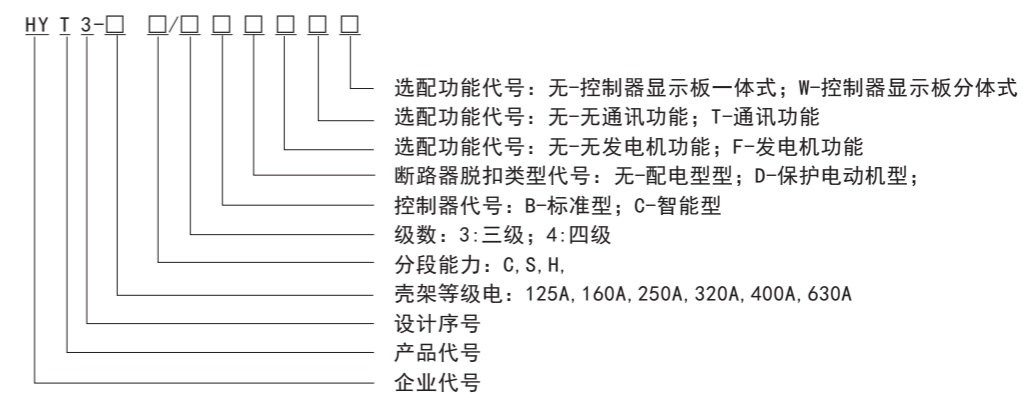 HY T 3-□ □/□ □ □ □ □ □
选配功能代号：无-控制器显示板一体式；W-控制器显示板分体式
选配功能代号：无-无通讯功能；T-通讯功能
选配功能代号：无-无发电机功能；F-发电机功能
断路器脱扣类型代号：无-配电型型；D-保护电动机型；
控制器代号：B-标准型；C-智能型
级数：3:三级；4:四级
分段能力：C,S,H,
壳架等级电：125A,160A,250A,320A,400A,630A
设计序号
产品代号
企业代号